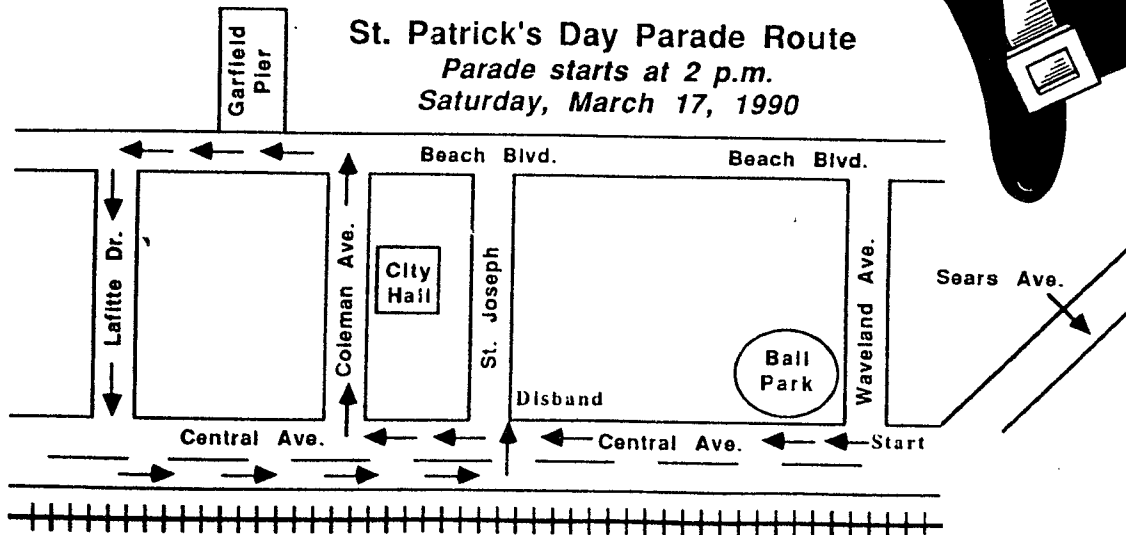 St. Patrick's Day Parade Route
Parade starts at 2 p.m.
Saturday, March 17, 1990
Garfield
Pier
Beach Blvd.
Beach Blvd.
Lafitte Dr.
Coleman Ave.
City
Hall
St. Joseph
Waveland Ave.
Sears Ave.
Ball
Park
Disband
Central Ave.
Central Ave.
Start